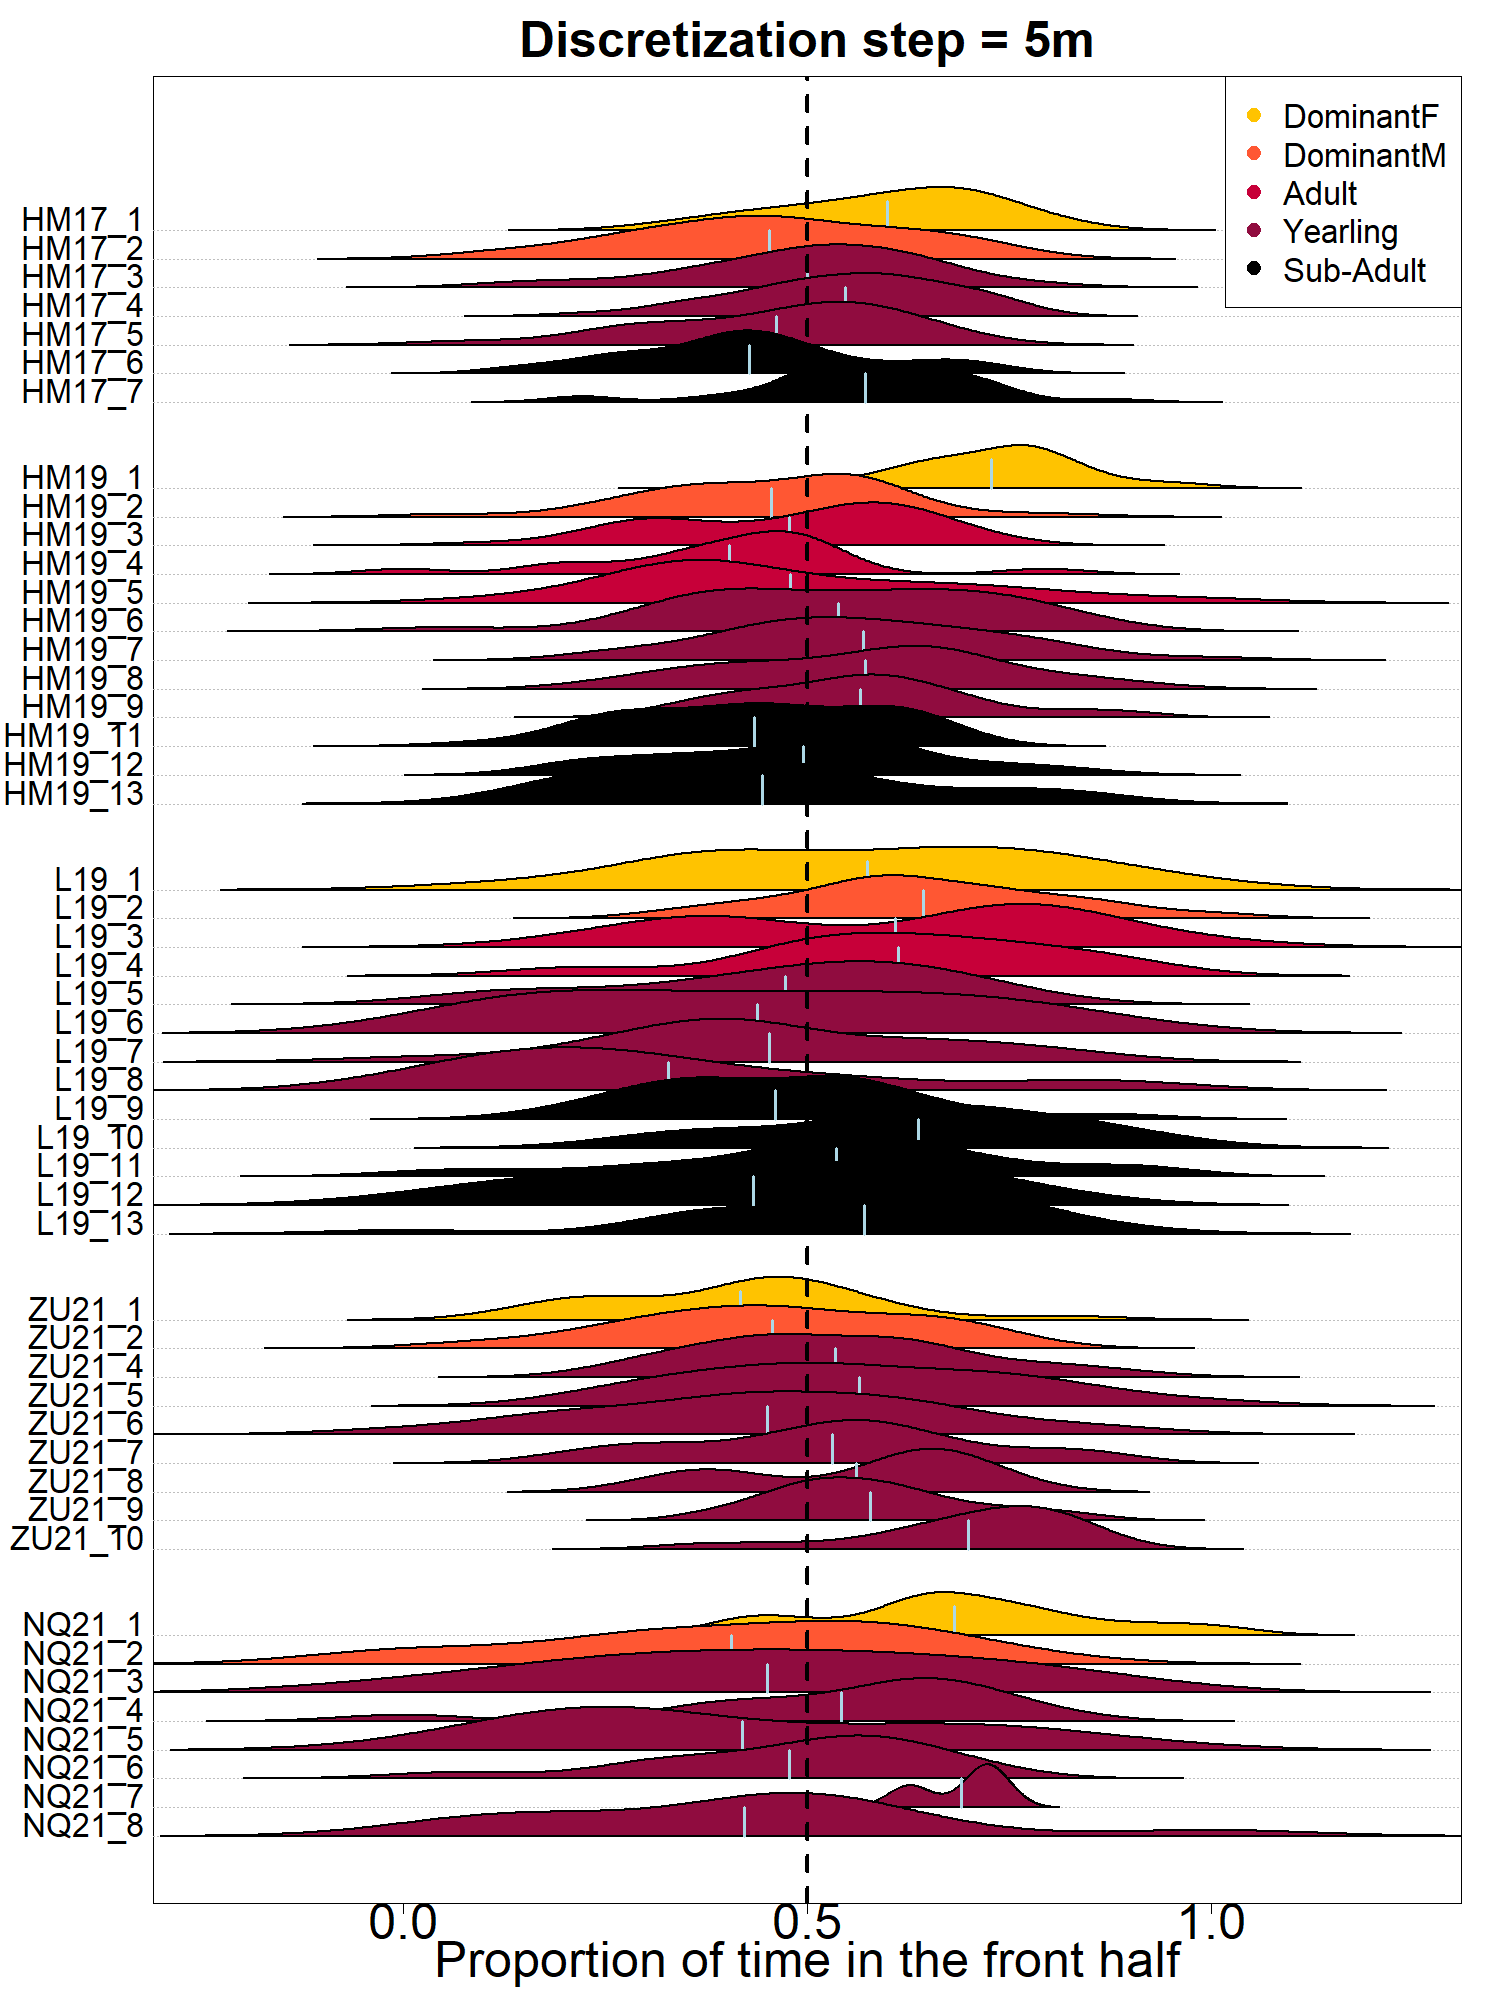 Discretization step = 5m
DominantF
DominantM
Adult
Yearling
Sub-Adult
HM17_1
HM17_2
HM17_3
HM17_4
HM17_5
HM17_6
HM17_7
HM19_1
HM19_2
HM19_3
HM19_4
HM19_5
HM19_6
HM19_7
HM19_8
HM19_9
HM19_11
HM19_12
HM19_13
L19_1
L19_2
L19_3
L19_4
L19_5
L19_6
L19_7
L19_8
L19_9
L19_10
L19_11
L19_12
L19_13
ZU21_1
ZU21_2
ZU21_4
ZU21_5
ZU21_6
ZU21_7
ZU21_8
ZU21_9
ZU21_10
NQ21_1
NQ21_2
NQ21_3
NQ21_4
NQ21_5
NQ21_6
NQ21_7
NQ21_8
0.0 0.5 1.0
Proportion of time in the front half